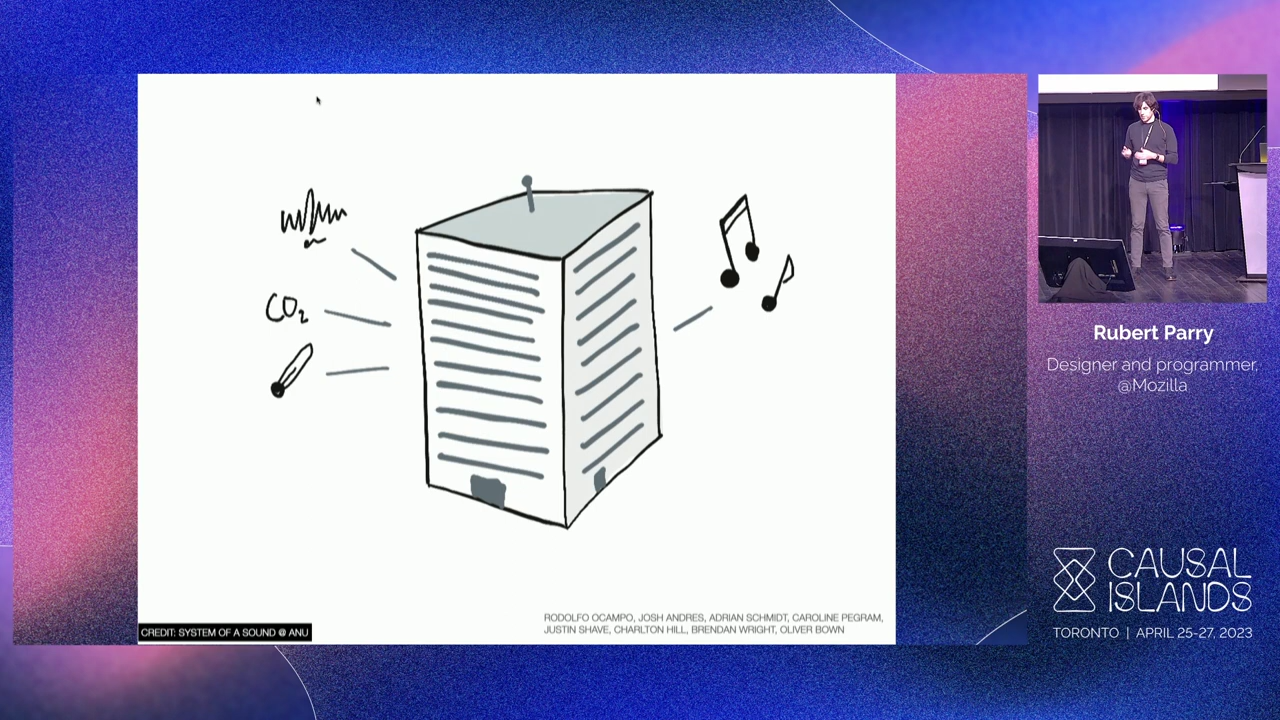 CO₂
CREDIT: SYSTEM OF A SOUND @ ANU
RODOLFO OCAMPO, JOSH ANDRES, ADRIAN SCHMIDT, CAROLINE PEGRAM,
JUSTIN SHAVE, CHARLTON HILL, BRENDAN WRIGHT, OLIVER BOWN
Rubert Parry
Designer and programmer,
@Mozilla
CAUSAL
ISLANDS
TORONTO | APRIL 25-27, 2023